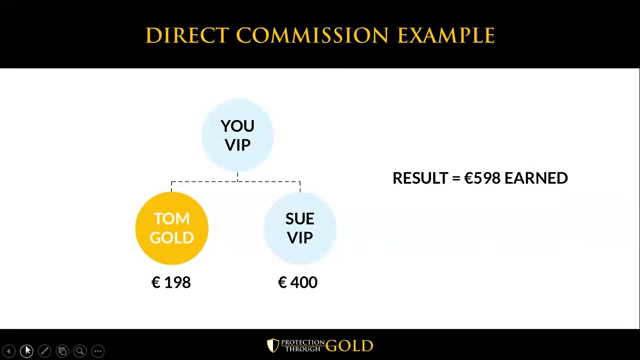 DIRECT COMMISSION EXAMPLE
YOU
VIP
RESULT = €598 EARNED
TOM
GOLD
SUE
VIP
€ 198
€ 400
PROTECTION
THROUGH
GOLD